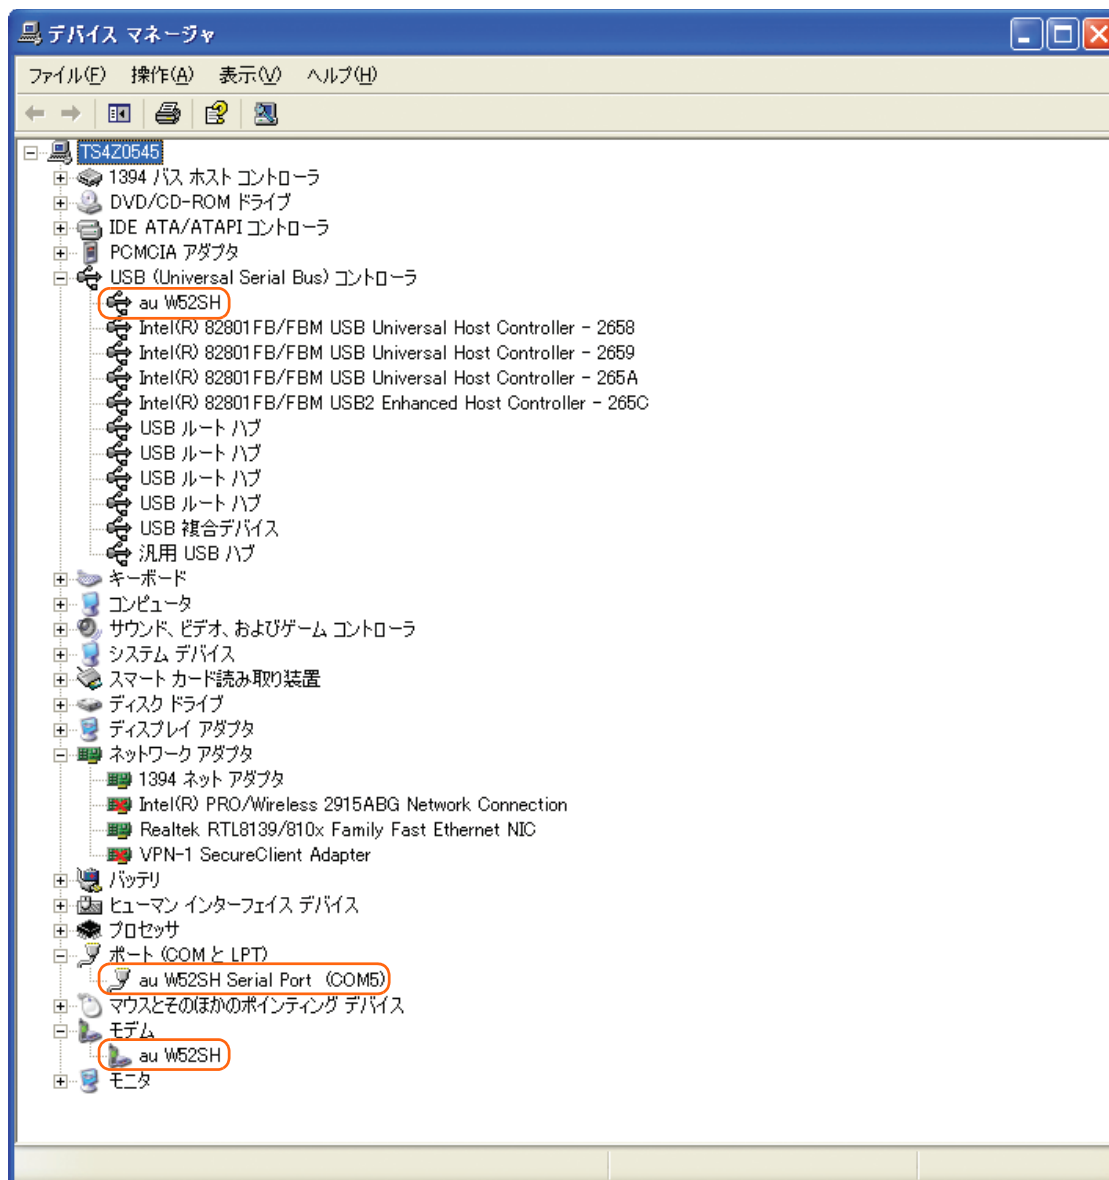 デバイス マネージャ
ファイル(F) 操作(A) 表示(V) ヘルプ(H)
TS4Z0545
1394 バス ホスト コントローラ
DVD/CD-ROM ドライブ
IDE ATA/ATAPI コントローラ
PCMCIA アダプタ
USB (Universal Serial Bus) コントローラ
au W52SH
Intel(R) 82801FB/FBM USB Universal Host Controller - 2658
Intel(R) 82801FB/FBM USB Universal Host Controller - 2659
Intel(R) 82801FB/FBM USB Universal Host Controller - 265A
Intel(R) 82801FB/FBM USB2 Enhanced Host Controller - 265C
USB ルート ハブ
USB ルート ハブ
USB ルート ハブ
USB ルート ハブ
USB 複合デバイス
汎用 USB ハブ
キーボード
コンピュータ
サウンド、ビデオ、およびゲーム コントローラ
システム デバイス
スマート カード読み取り装置
ディスク ドライブ
ディスプレイ アダプタ
ネットワーク アダプタ
1394 ネット アダプタ
Intel(R) PRO/Wireless 2915ABG Network Connection
Realtek RTL8139/810x Family Fast Ethernet NIC
VPN-1 SecureClient Adapter
バッテリ
ヒューマン インターフェイス デバイス
プロセッサ
ポート (COM と LPT)
au W52SH Serial Port (COM5)
マウスとそのほかのポインティング デバイス
モデム
au W52SH
モニタ